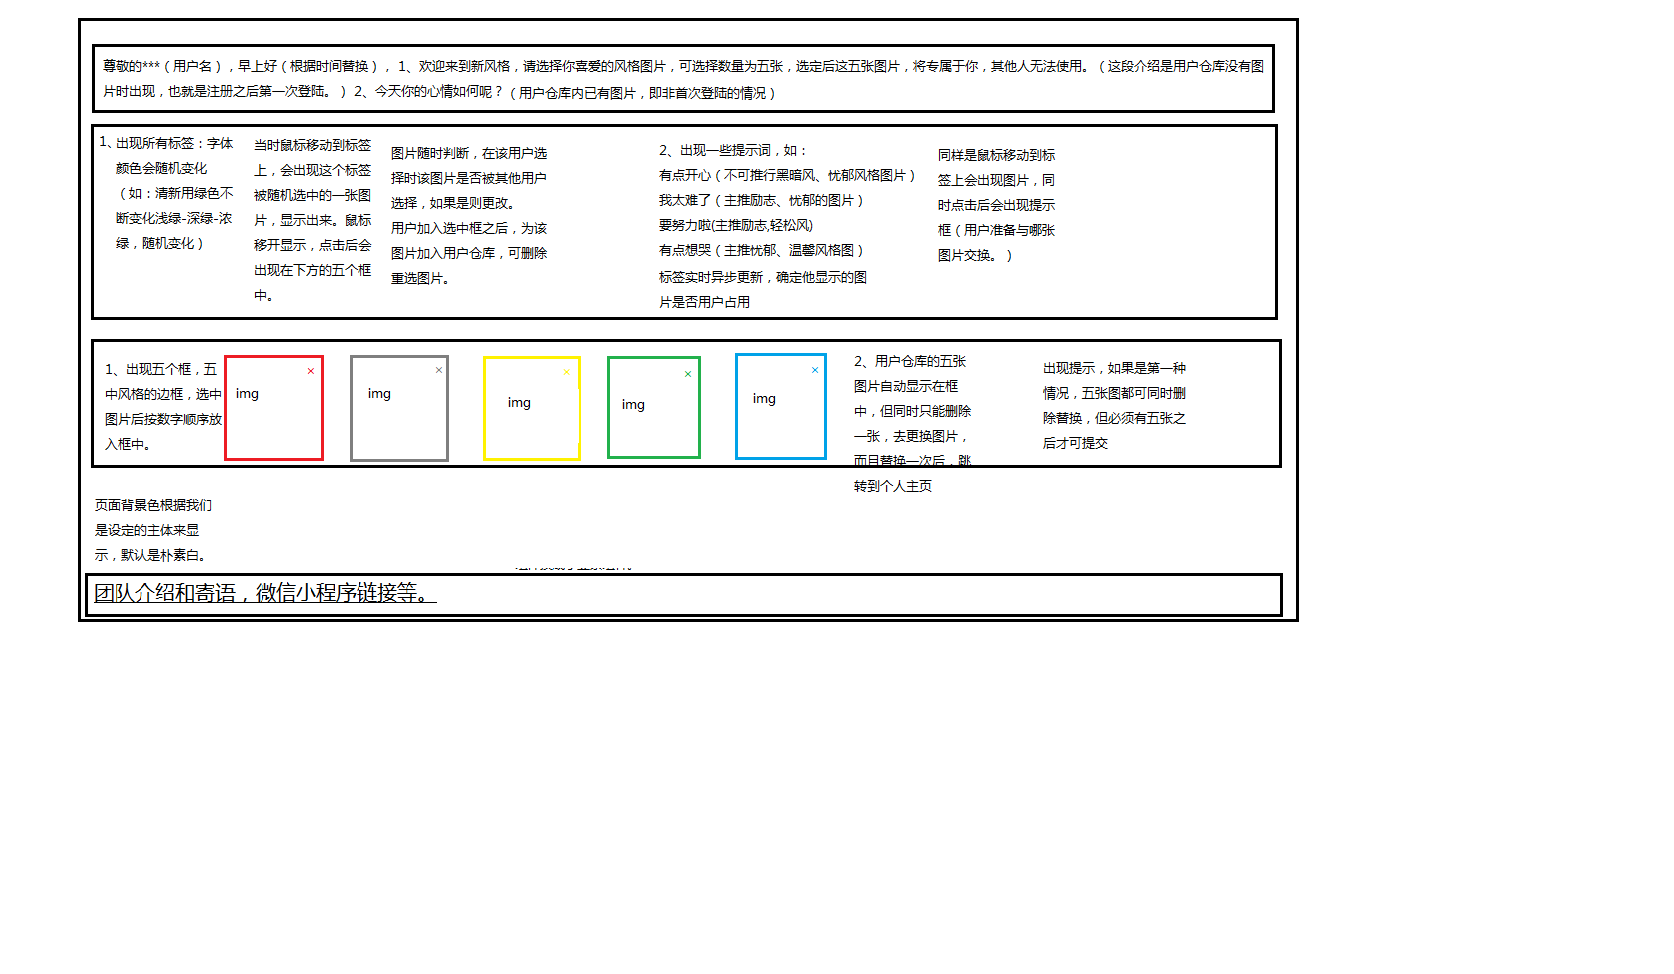 尊敬的***（用户名），早上好（根据时间替换）， 1、欢迎来到新风格，请选择你喜爱的风格图片，可选择数量为五张，选定后这五张图片，将专属于你，其他人无法使用。（这段介绍是用户仓库没有图
片时出现，也就是注册之后第一次登陆。） 2、今天你的心情如何呢？（用户仓库内已有图片，即非首次登陆的情况）
1、出现所有标签：字体
颜色会随机变化
（如：清新用绿色不
断变化浅绿-深绿-浓
绿，随机变化）
当时鼠标移动到标签
上，会出现这个标签
被随机选中的一张图
片，显示出来。鼠标
移开显示，点击后会
出现在下方的五个框
中。
图片随时判断，在该用户选
择时该图片是否被其他用户
选择，如果是则更改。
用户加入选中框之后，为该
图片加入用户仓库，可删除
重选图片。
2、出现一些提示词，如：
有点开心（不可推行黑暗风、忧郁风格图片）
我太难了（主推励志、忧郁的图片）
要努力啦(主推励志,轻松风)
有点想哭（主推忧郁、温馨风格图）
标签实时异步更新，确定他显示的图
片是否用户占用
同样是鼠标移动到标
签上会出现图片，同
时点击后会出现提示
框（用户准备与哪张
图片交换。）
1、出现五个框，五
中风格的边框，选中
图片后按数字顺序放
入框中。
×
img
×
img
×
img
×
img
×
img
2、用户仓库的五张
图片自动显示在框
中，但同时只能删除
一张，去更换图片，
而且替换一次后，跳
转到个人主页
出现提示，如果是第一种
情况，五张图都可同时删
除替换，但必须有五张之
后才可提交
页面背景色根据我们
是设定的主体来显
示，默认是朴素白。
团队介绍和寄语，微信小程序链接等。